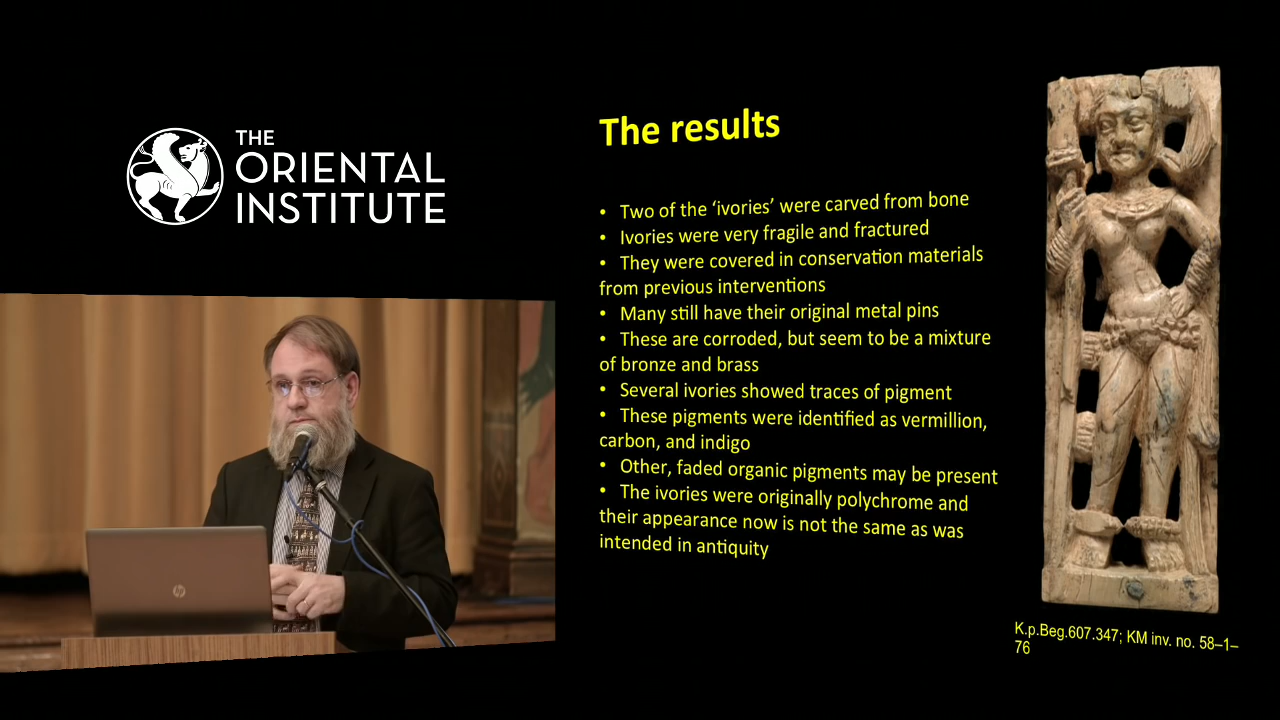 THE
ORIENTAL
INSTITUTE
The results
• Two of the ‘ivories’ were carved from bone
• Ivories were very fragile and fractured
• They were covered in conservation materials
from previous interventions
• Many still have their original metal pins
• These are corroded, but seem to be a mixture
of bronze and brass
• Several ivories showed traces of pigment
• These pigments were identified as vermillion,
carbon, and indigo
• Other, faded organic pigments may be present
• The ivories were originally polychrome and
their appearance now is not the same as was
intended in antiquity
K.p.Beg.607.347; KM inv. no. 58–1–
76
hp